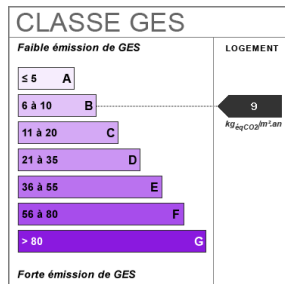 CLASSE GES
Faible émission de GES
LOGEMENT
≤ 5 A
6 à 10 B
9
kgéqCO2/m².an
11 à 20 C
21 à 35 D
36 à 55 E
56 à 80 F
> 80 G
Forte émission de GES